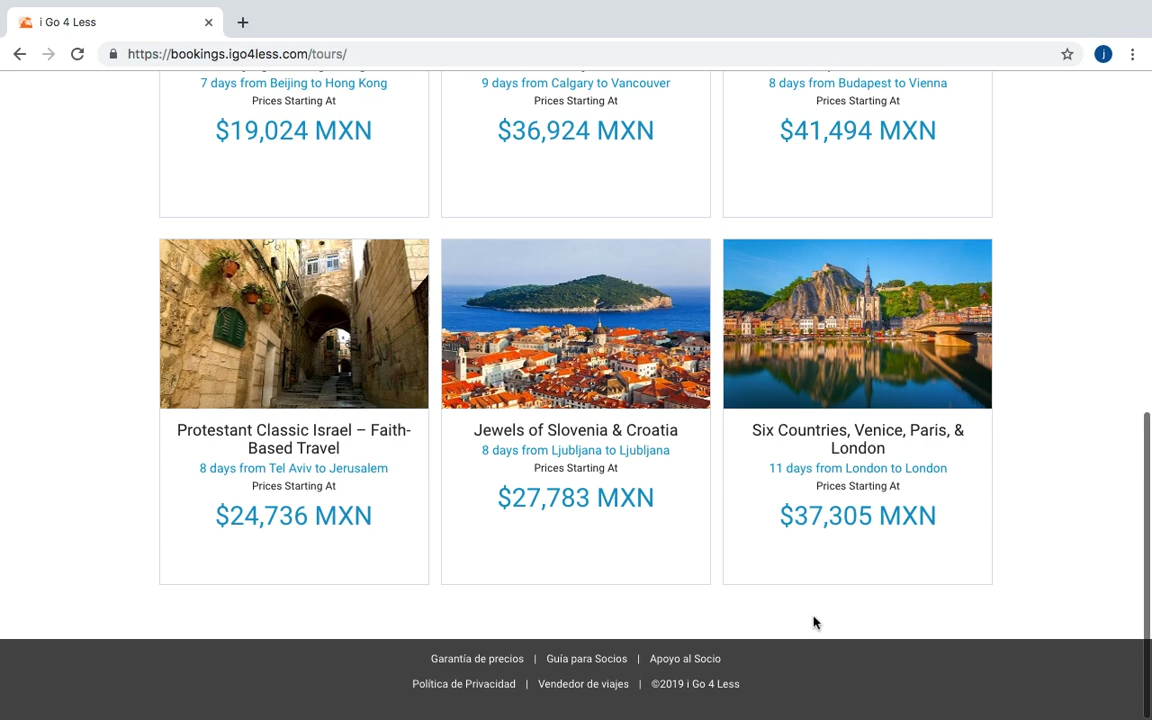 i Go 4 Less
https://bookings.igo4less.com/tours/
j
7 days from Beijing to Hong Kong
Prices Starting At
$19,024 MXN
9 days from Calgary to Vancouver
Prices Starting At
$36,924 MXN
8 days from Budapest to Vienna
Prices Starting At
$41,494 MXN
Protestant Classic Israel – Faith-
Based Travel
8 days from Tel Aviv to Jerusalem
Prices Starting At
$24,736 MXN
Jewels of Slovenia & Croatia
8 days from Ljubljana to Ljubljana
Prices Starting At
$27,783 MXN
Six Countries, Venice, Paris, &
London
11 days from London to London
Prices Starting At
$37,305 MXN
Garantía de precios | Guía para Socios | Apoyo al Socio
Política de Privacidad | Vendedor de viajes | ©2019 i Go 4 Less